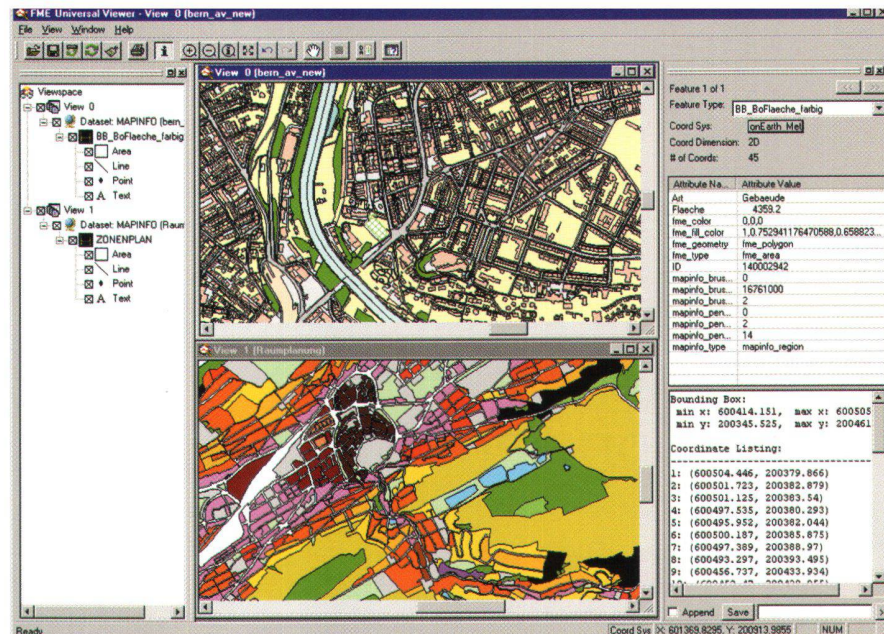 FME Universal Viewer - View 0 (bern_av_new)
File View Window Help
Viewspace
View 0
Dataset: MAPINFO (bern_
BB_BoFlaeche_farbig
Area
Line
Point
A Text
View 1
Dataset: MAPINFO (Raum
ZONENPLAN
Area
Line
Point
A Text
View 0 (bern_av_new)
View 1 (Raumplanung)
Feature 1 of 1
<< >>
Feature Type: BB_BoFlaeche_farbig
Coord Sys: onEarth_Met
Coord Dimension: 2D
# of Coords: 45
Attribute Na... Attribute Value
Art Gebaeude
Flaeche 4359.2
fme_color 0,0,0
fme_fill_color 1,0.752941176470588,0.658823...
fme_geometry fme_polygon
fme_type fme_area
ID 140002942
mapinfo_brus... 0
mapinfo_brus... 16761000
mapinfo_brus... 2
mapinfo_pen... 0
mapinfo_pen... 2
mapinfo_pen... 14
mapinfo_type mapinfo_region
Bounding Box:
min x: 600414.151, max x: 600505
min y: 200345.525, max y: 200461
Coordinate Listing:
1: (600504.446, 200379.866)
2: (600501.723, 200382.879)
3: (600501.125, 200383.54)
4: (600497.535, 200380.293)
5: (600495.952, 200382.044)
6: (600500.187, 200385.875)
7: (600497.389, 200388.97)
8: (600493.297, 200393.495)
9: (600456.737, 200433.934)
Append Save
Ready
Coord Sys X: 601369.8295, Y: 200913.9855 NUM